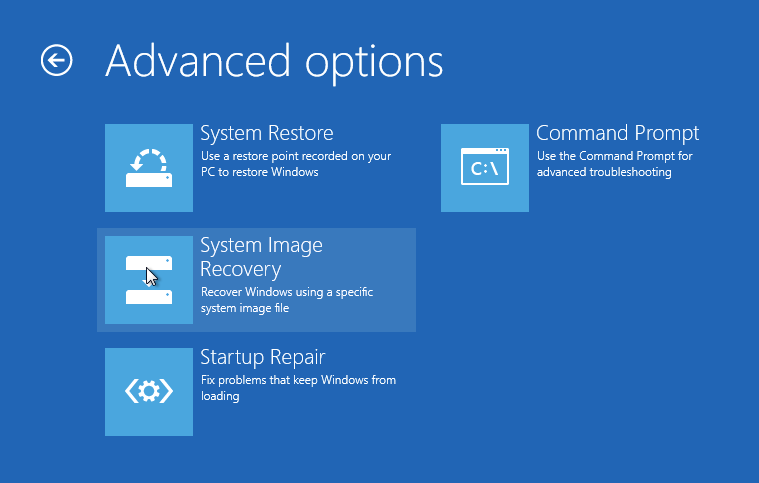 Advanced options
System Restore
Use a restore point recorded on your
PC to restore Windows
Command Prompt
Use the Command Prompt for
advanced troubleshooting
C:\
System Image
Recovery
Recover Windows using a specific
system image file
Startup Repair
Fix problems that keep Windows from
loading